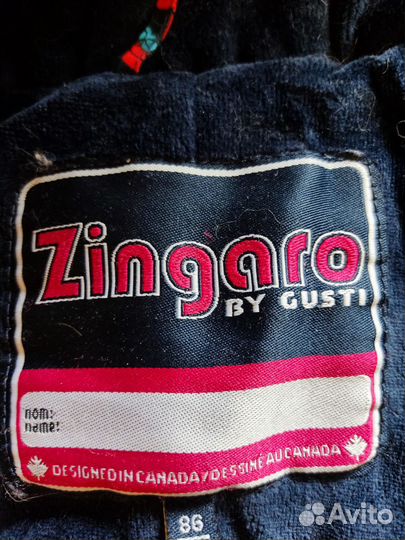 Zingaro
BY GUSTI
nom:
name:
DESIGNED IN CANADA / DESSINÉ AU CANADA
86
Avito